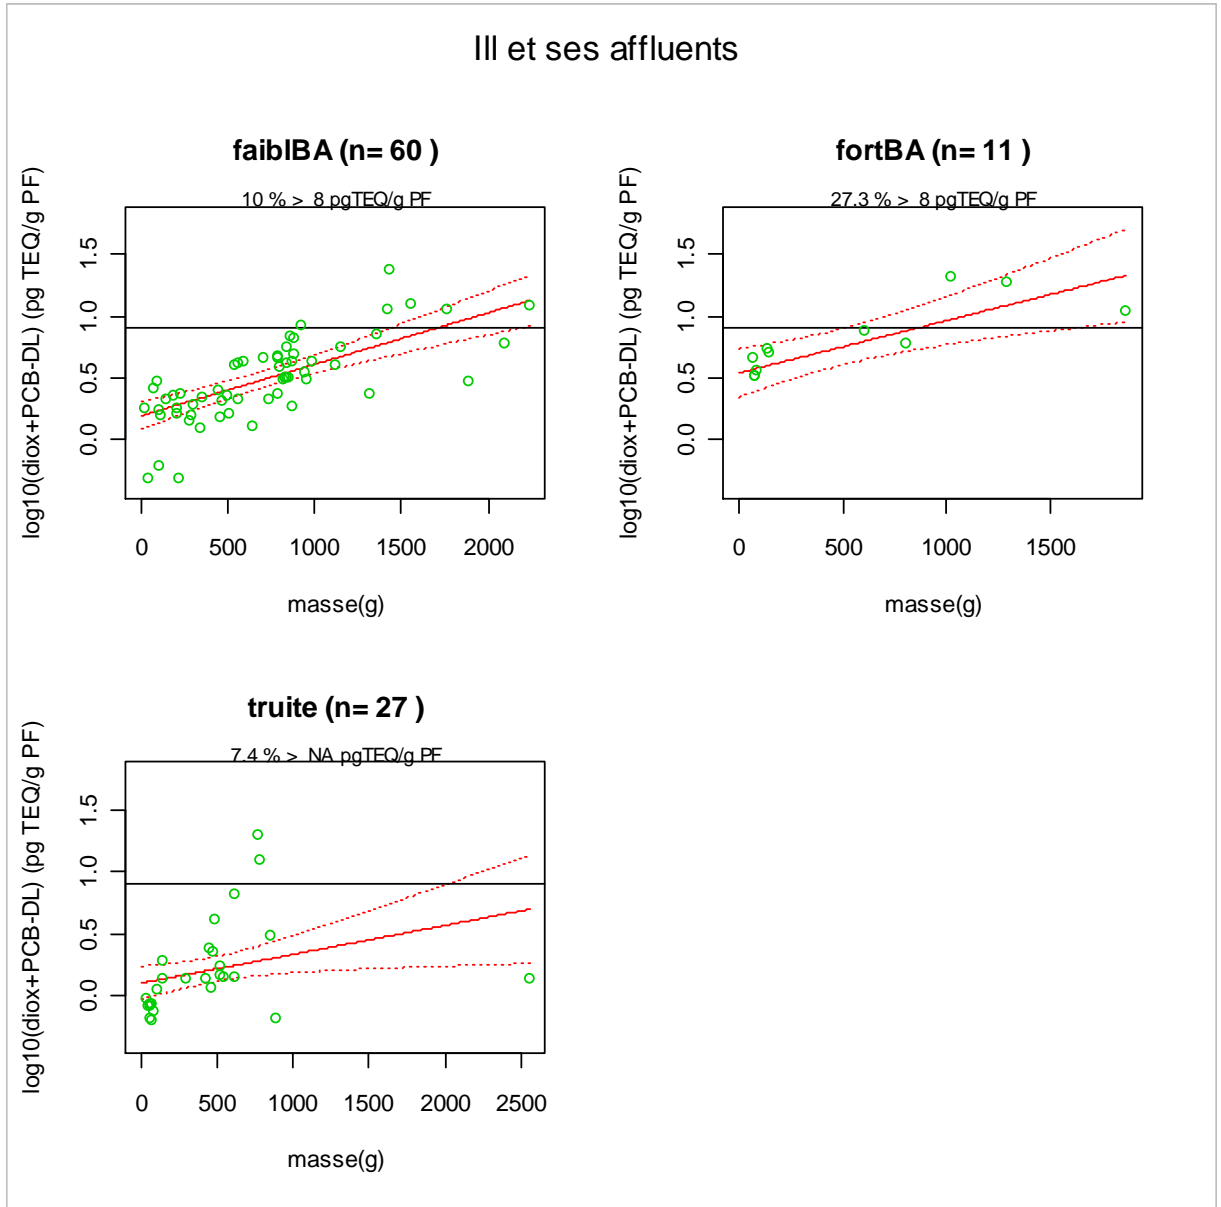 Ill et ses affluents
faiblBA (n= 60 )
10 % > 8 pgTEQ/g PF
log10(diox+PCB-DL) (pg TEQ/g PF)
0.0 0.5 1.0 1.5
0 500 1000 1500 2000
masse(g)
fortBA (n= 11 )
27.3 % > 8 pgTEQ/g PF
log10(diox+PCB-DL) (pg TEQ/g PF)
0.0 0.5 1.0 1.5
0 500 1000 1500
masse(g)
truite (n= 27 )
7.4 % > NA pgTEQ/g PF
log10(diox+PCB-DL) (pg TEQ/g PF)
0.0 0.5 1.0 1.5
0 500 1000 1500 2000 2500
masse(g)